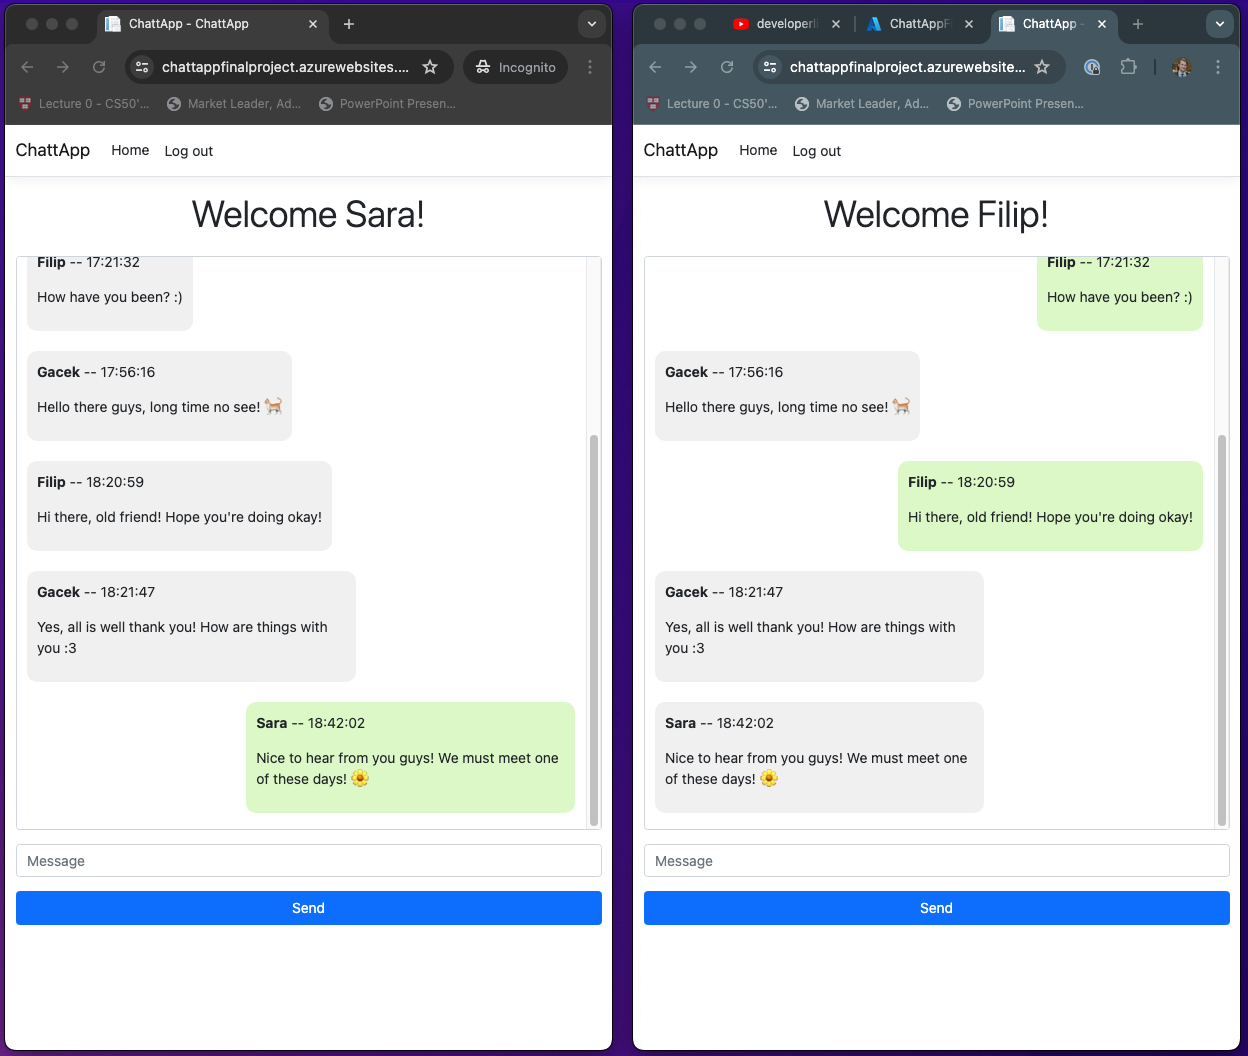 ChattApp - ChattApp
chattappfinalproject.azurewebsites....
Incognito
Lecture 0 - CS50'...
Market Leader, Ad...
PowerPoint Presen...
ChattApp
Home
Log out
Welcome Sara!
Filip -- 17:21:32
How have you been? :)
Gacek -- 17:56:16
Hello there guys, long time no see! 🐈
Filip -- 18:20:59
Hi there, old friend! Hope you're doing okay!
Gacek -- 18:21:47
Yes, all is well thank you! How are things with
you :3
Sara -- 18:42:02
Nice to hear from you guys! We must meet one
of these days! 🌼
Message
Send
developerli
ChattAppF
ChattApp -
chattappfinalproject.azurewebsite...
Lecture 0 - CS50'...
Market Leader, Ad...
PowerPoint Presen...
ChattApp
Home
Log out
Welcome Filip!
Filip -- 17:21:32
How have you been? :)
Gacek -- 17:56:16
Hello there guys, long time no see! 🐈
Filip -- 18:20:59
Hi there, old friend! Hope you're doing okay!
Gacek -- 18:21:47
Yes, all is well thank you! How are things with
you :3
Sara -- 18:42:02
Nice to hear from you guys! We must meet one
of these days! 🌼
Message
Send